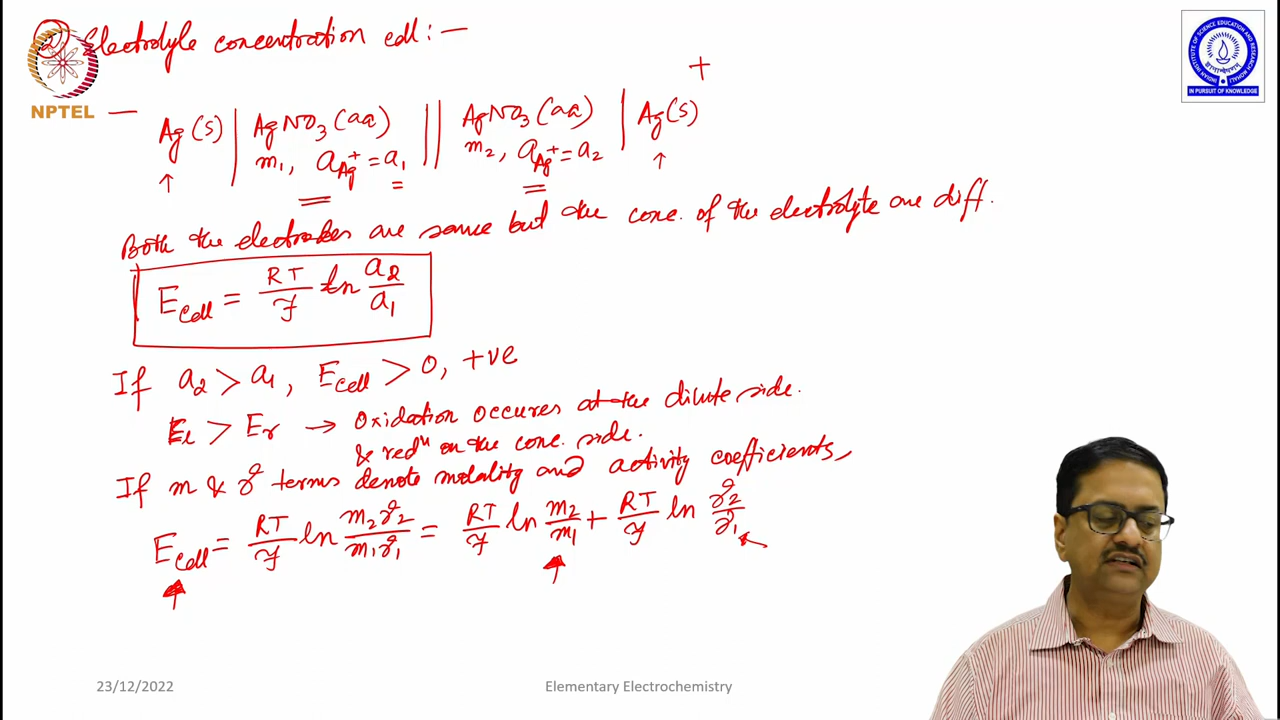 2) Electrolyte concentration cell:—
NPTEL
IN PURSUIT OF KNOWLEDGE
— Ag(s) | AgNO3(aq) || AgNO3(aq) | Ag(s) +
m1, aAg+ = a1 m2, aAg+ = a2
Both the electrodes are same but the conc. of the electrolyte are diff.
ECell = RT/F ln a2/a1
If a2 > a1, ECell > 0, +ve
El > Er → Oxidation occures at the dilute side.
& redn on the conc. side.
If m & γ terms denote molality and activity coefficients,
ECell = RT/F ln m2γ2/m1γ1 = RT/F ln m2/m1 + RT/F ln γ2/γ1
23/12/2022
Elementary Electrochemistry